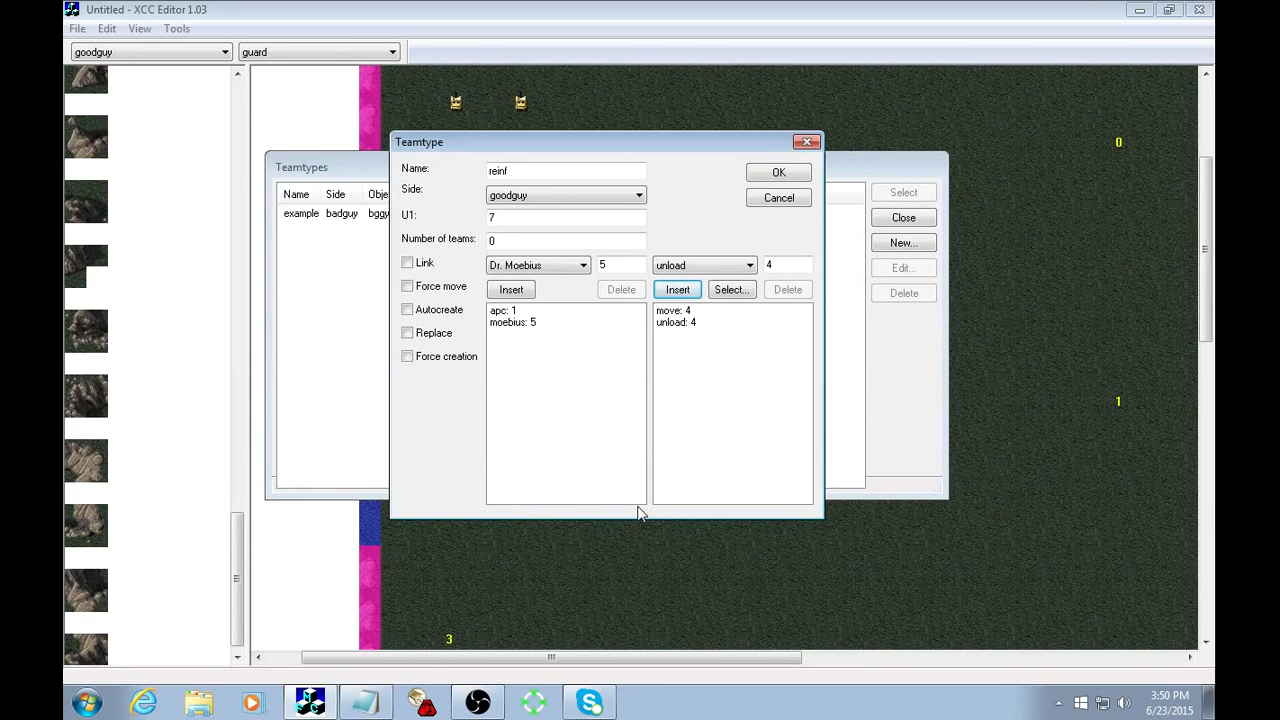 Untitled - XCC Editor 1.03
File Edit View Tools
goodguy guard
0
Teamtype
Teamtypes
Name: reinf OK
Side: goodguy Cancel
Name Side Obje Select
example badguy bggy
U1: 7 Close
Number of teams: 0 New...
Link Dr. Moebius 5 unload 4 Edit...
Force move Insert Delete Insert Select... Delete Delete
Autocreate apc: 1 move: 4
moebius: 5 unload: 4
Replace
Force creation
1
3
3:50 PM
6/23/2015